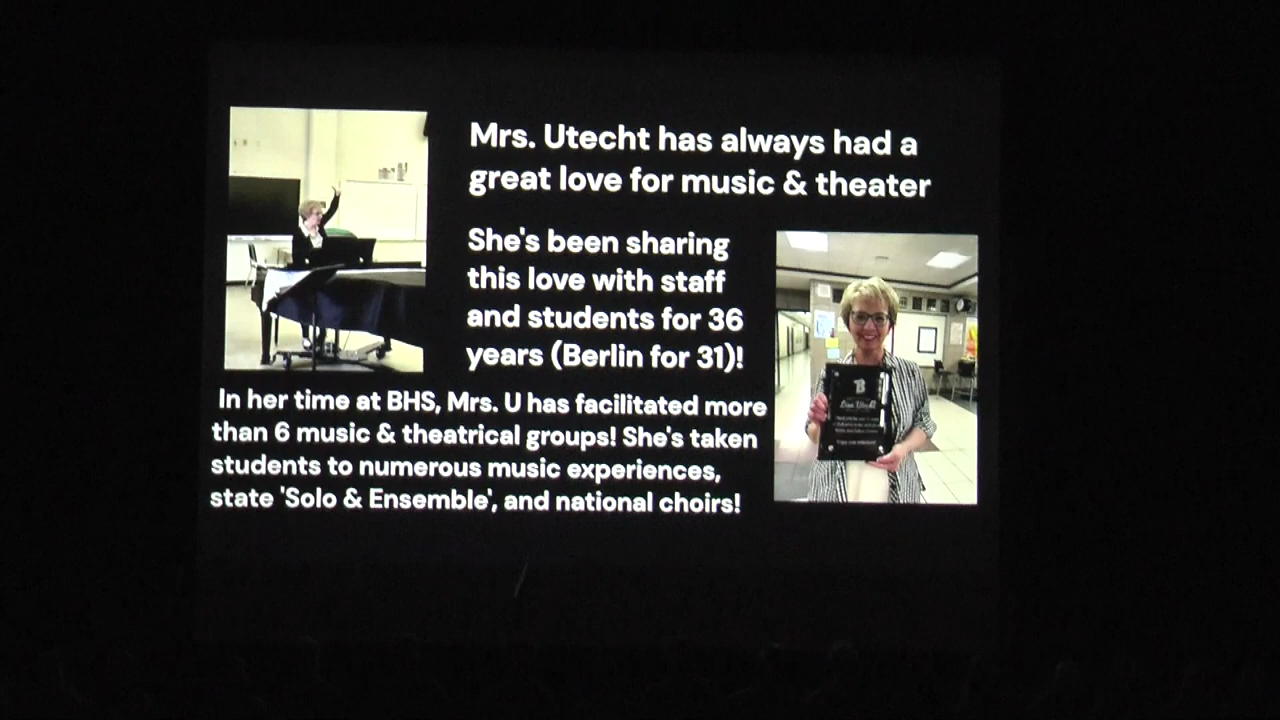 Mrs. Utecht has always had a
great love for music & theater
She's been sharing
this love with staff
and students for 36
years (Berlin for 31)!
In her time at BHS, Mrs. U has facilitated more
than 6 music & theatrical groups! She's taken
students to numerous music experiences,
state 'Solo & Ensemble', and national choirs!
B